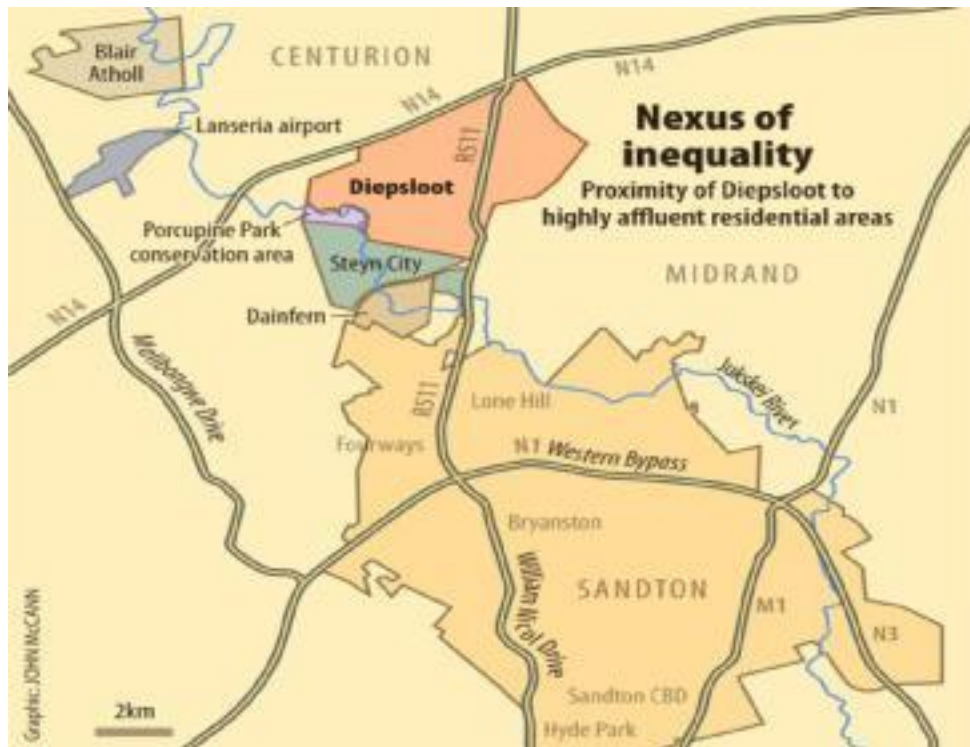 Blair
Atholl
CENTURION
N14
N14
Lanseria airport
R511
Nexus of
inequality
Proximity of Diepsloot to
highly affluent residential areas
Diepsloot
Porcupine Park
conservation area
Steyn City
MIDRAND
N14
Dainfern
Malibongwe Drive
R511
Lone Hill
Jukskei River
N1
Fourways
N1 Western Bypass
Bryanston
SANDTON
William Nicol Drive
M1
N3
Sandton CBD
Hyde Park
2km
Graphic: JOHN McCANN